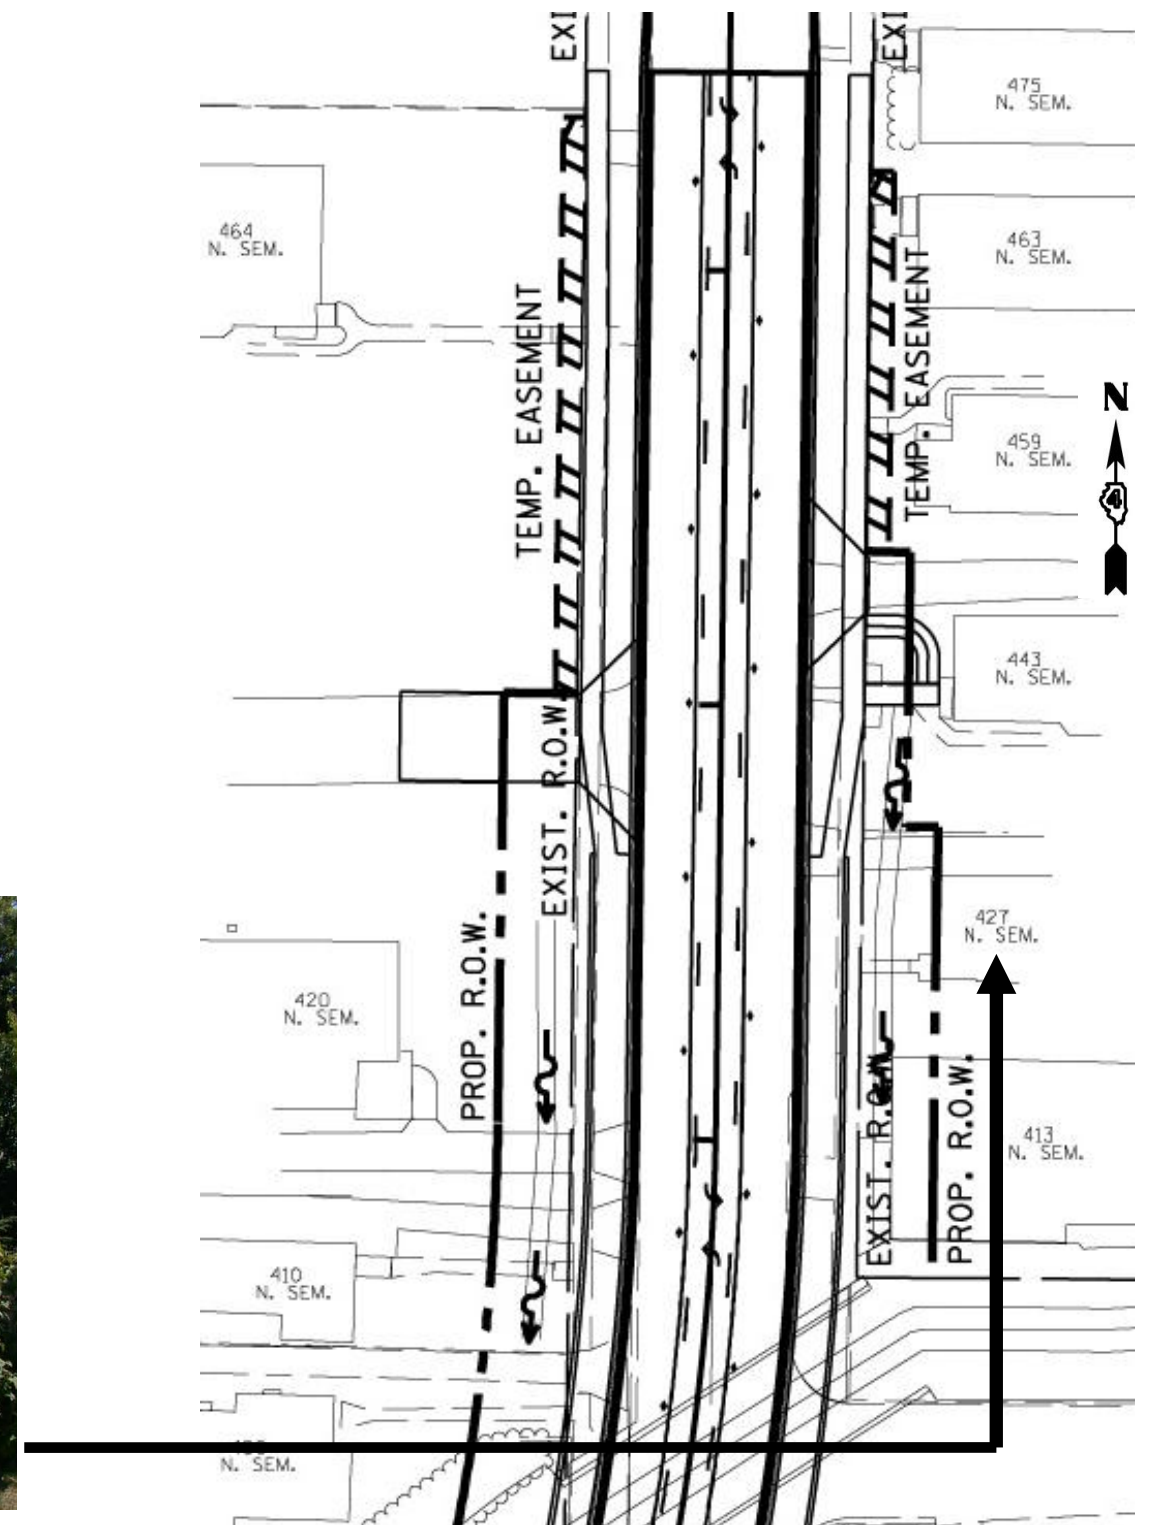 EXI
EXI
475
N. SEM.
464
N. SEM.
463
N. SEM.
TEMP. EASEMENT
TEMP. EASEMENT
N
459
N. SEM.
4
443
N. SEM.
EXIST. R.O.W.
427
N. SEM.
PROP. R.O.W.
420
N. SEM.
EXIST. R.O.W.
PROP. R.O.W.
413
N. SEM.
410
N. SEM.
N. SEM.